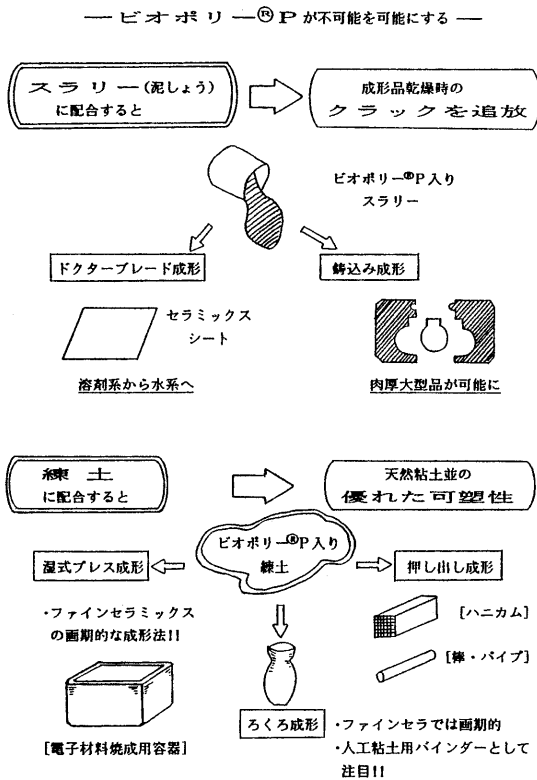 ― ビオポリー®Pが不可能を可能にする ―
スラリー(泥しょう)
に配合すると
成形品乾燥時の
クラックを追放
ビオポリー®P入り
スラリー
ドクターブレード成形
鋳込み成形
セラミックス
シート
溶剤系から水系へ
肉厚大型品が可能に
練土
に配合すると
天然粘土並の
優れた可塑性
ビオポリー®P入り
練土
湿式プレス成形
押し出し成形
・ファインセラミックス
の画期的な成形法!!
[ハニカム]
[棒・パイプ]
[電子材料焼成用容器]
ろくろ成形
・ファインセラでは画期的
・人工粘土用バインダーとして
注目!!